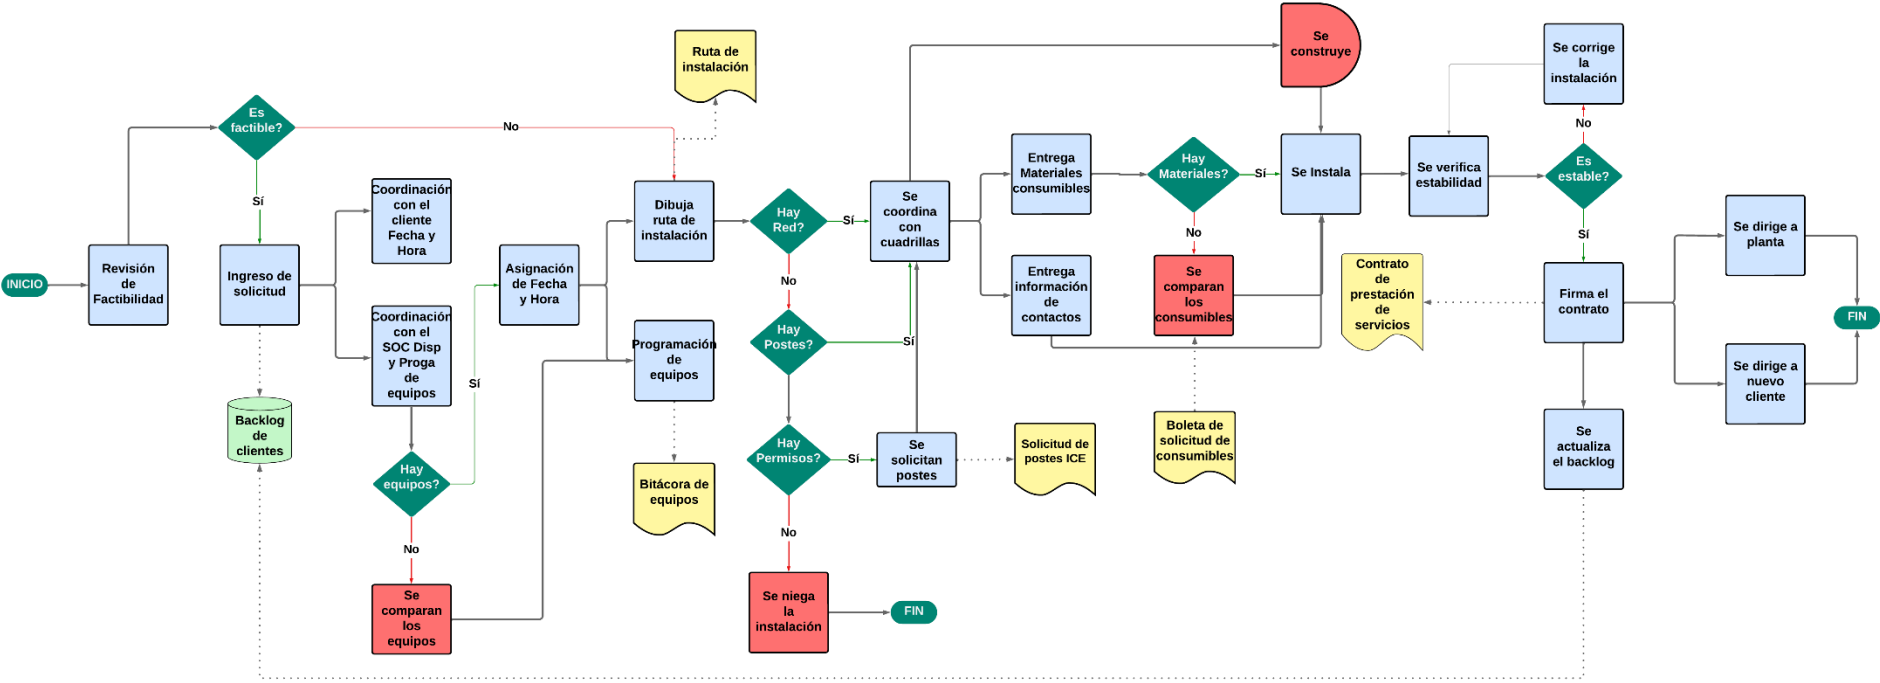 INICIO
Revisión
de
Factibilidad
Es
factible?
No
Sí
Ingreso de
solicitud
Backlog
de
clientes
Coordinación
con el
cliente
Fecha y
Hora
Coordinación
con el
SOC Disp
y Proga
de
equipos
Hay
equipos?
Sí
No
Se
comparan
los
equipos
Asignación
de Fecha
y Hora
Ruta de
instalación
Dibuja
ruta de
instalación
Programación
de
equipos
Bitácora de
equipos
Hay
Red?
Sí
No
Hay
Postes?
Sí
Hay
Permisos?
Sí
No
Se niega
la
instalación
FIN
Se
solicitan
postes
Solicitud de
postes ICE
Se
coordina
con
cuadrillas
Entrega
Materiales
consumibles
Entrega
información
de
contactos
Hay
Materiales?
Sí
No
Se
comparan
los
consumibles
Boleta de
solicitud de
consumibles
Se
construye
Se Instala
Se verifica
estabilidad
Es
estable?
No
Se corrige
la
instalación
Sí
Firma el
contrato
Contrato
de
prestación
de
servicios
Se
actualiza
el backlog
Se dirige a
planta
Se dirige a
nuevo
cliente
FIN